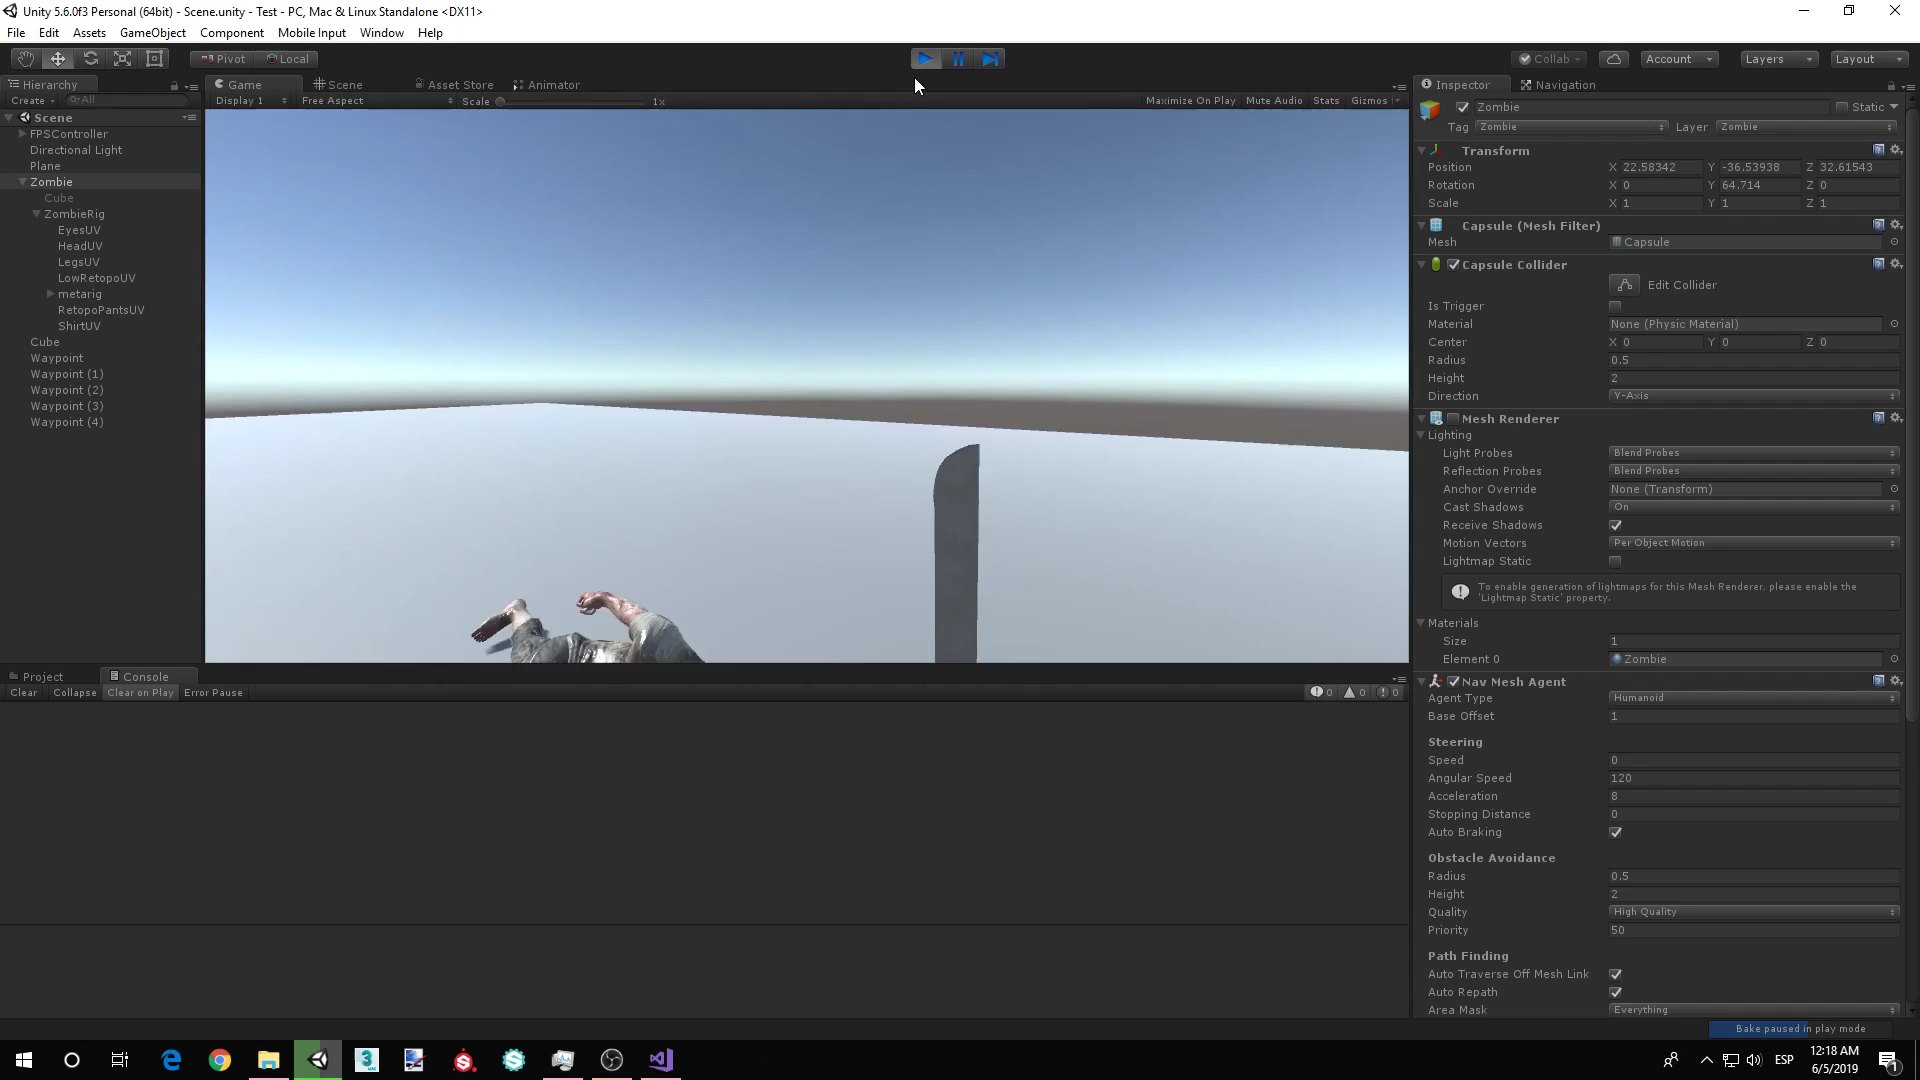 Unity 5.6.0f3 Personal (64bit) - Scene.unity - Test - PC, Mac & Linux Standalone <DX11>
File Edit Assets GameObject Component Mobile Input Window Help
Pivot Local Collab Account Layers Layout
Hierarchy
Create All
Scene
FPSController
Directional Light
Plane
Zombie
Cube
ZombieRig
EyesUV
HeadUV
LegsUV
LowRetopoUV
metarig
RetopoPantsUV
ShirtUV
Cube
Waypoint
Waypoint (1)
Waypoint (2)
Waypoint (3)
Waypoint (4)
Game Scene Asset Store Animator
Display 1 Free Aspect Scale 1x Maximize On Play Mute Audio Stats Gizmos
Project Console
Clear Collapse Clear on Play Error Pause 0 0 0
Inspector Navigation
Zombie Static
Tag Zombie Layer Zombie
Transform
Position X 22.58342 Y -36.53938 Z 32.61543
Rotation X 0 Y 64.714 Z 0
Scale X 1 Y 1 Z 1
Capsule (Mesh Filter)
Mesh Capsule
Capsule Collider
Edit Collider
Is Trigger
Material None (Physic Material)
Center X 0 Y 0 Z 0
Radius 0.5
Height 2
Direction Y-Axis
Mesh Renderer
Lighting
Light Probes Blend Probes
Reflection Probes Blend Probes
Anchor Override None (Transform)
Cast Shadows On
Receive Shadows
Motion Vectors Per Object Motion
Lightmap Static
To enable generation of lightmaps for this Mesh Renderer, please enable the
'Lightmap Static' property.
Materials
Size 1
Element 0 Zombie
Nav Mesh Agent
Agent Type Humanoid
Base Offset 1
Steering
Speed 0
Angular Speed 120
Acceleration 8
Stopping Distance 0
Auto Braking
Obstacle Avoidance
Radius 0.5
Height 2
Quality High Quality
Priority 50
Path Finding
Auto Traverse Off Mesh Link
Auto Repath
Area Mask Everything
Bake paused in play mode
ESP
12:18 AM
6/5/2019
1